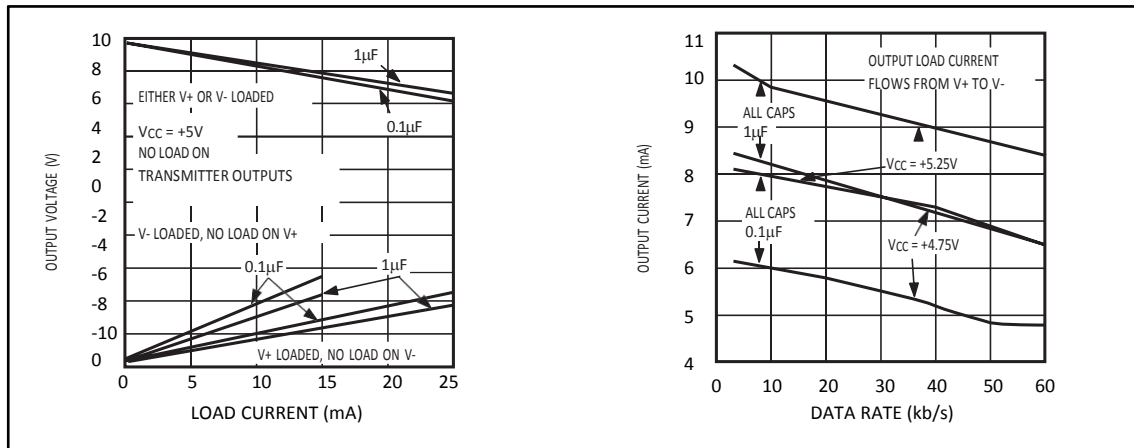 OUTPUT VOLTAGE (V)
10
8
6
4
2
0
-2
-4
-6
-8
-10
0
1µF
EITHER V+ OR V- LOADED
0.1µF
VCC = +5V
NO LOAD ON
TRANSMITTER OUTPUTS
V- LOADED, NO LOAD ON V+
0.1µF
1µF
V+ LOADED, NO LOAD ON V-
0
5
10
15
20
25
LOAD CURRENT (mA)
OUTPUT CURRENT (mA)
11
10
9
8
7
6
5
4
OUTPUT LOAD CURRENT
FLOWS FROM V+ TO V-
ALL CAPS
1µF
VCC = +5.25V
ALL CAPS
0.1µF
VCC = +4.75V
0
10
20
30
40
50
60
DATA RATE (kb/s)